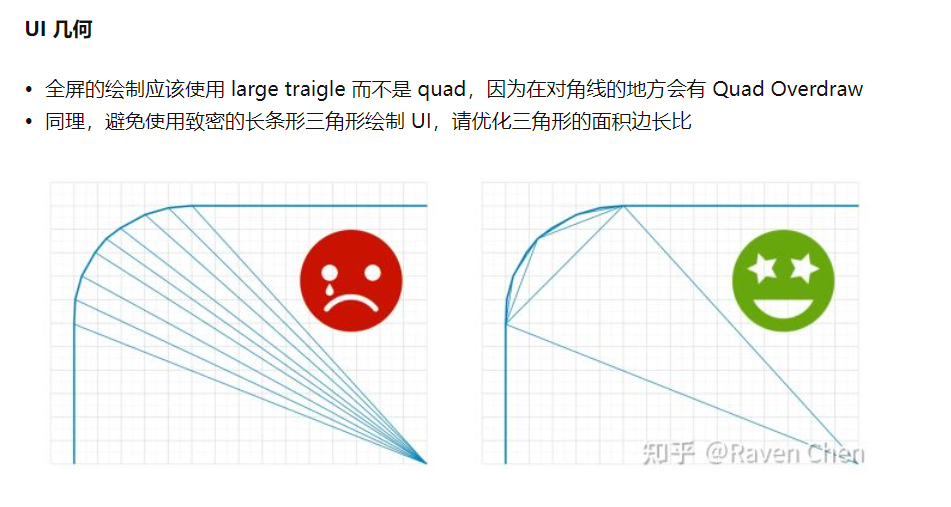 UI 几何
• 全屏的绘制应该使用 large traigle 而不是 quad，因为在对角线的地方会有 Quad Overdraw
• 同理，避免使用致密的长条形三角形绘制 UI，请优化三角形的面积边长比
知乎 @Raven Chen